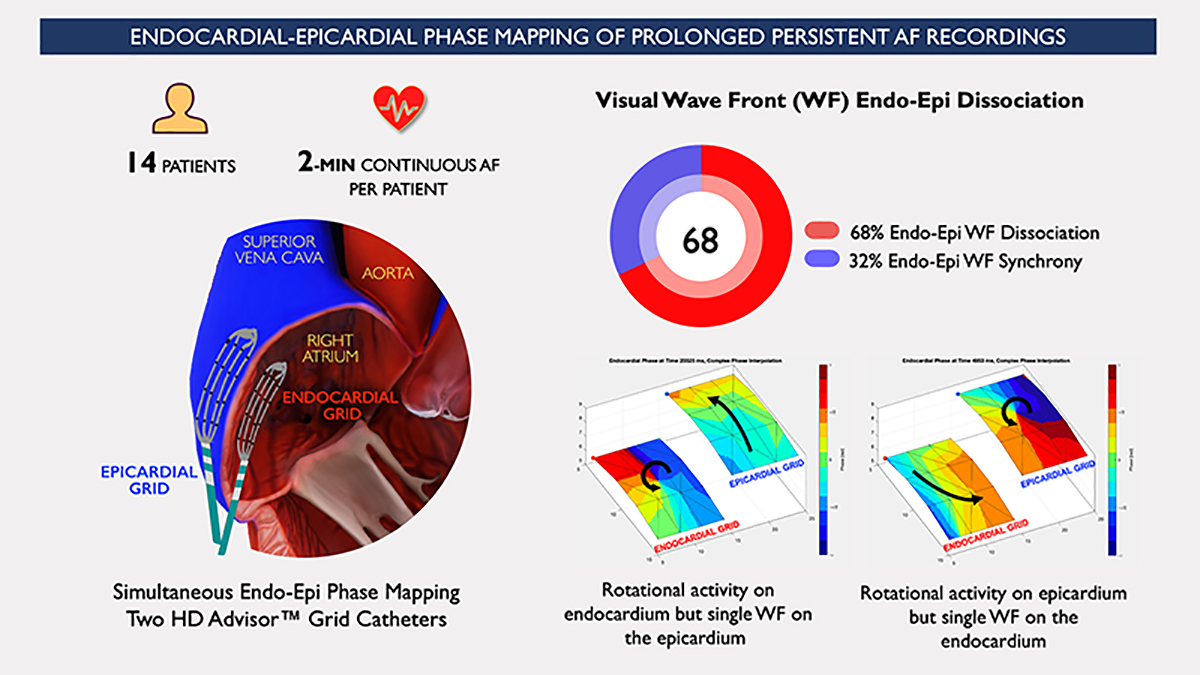 ENDOCARDIAL-EPICARDIAL PHASE MAPPING OF PROLONGED PERSISTENT AF RECORDINGS
14 PATIENTS
2-MIN CONTINUOUS AF
PER PATIENT
SUPERIOR
VENA CAVA
AORTA
RIGHT
ATRIUM
ENDOCARDIAL
GRID
EPICARDIAL
GRID
Simultaneous Endo-Epi Phase Mapping
Two HD Advisor™ Grid Catheters
Visual Wave Front (WF) Endo-Epi Dissociation
68
68% Endo-Epi WF Dissociation
32% Endo-Epi WF Synchrony
EPICARDIAL GRID
ENDOCARDIAL GRID
Rotational activity on
endocardium but single WF on
the epicardium
EPICARDIAL GRID
ENDOCARDIAL GRID
Rotational activity on epicardium
but single WF on the
endocardium